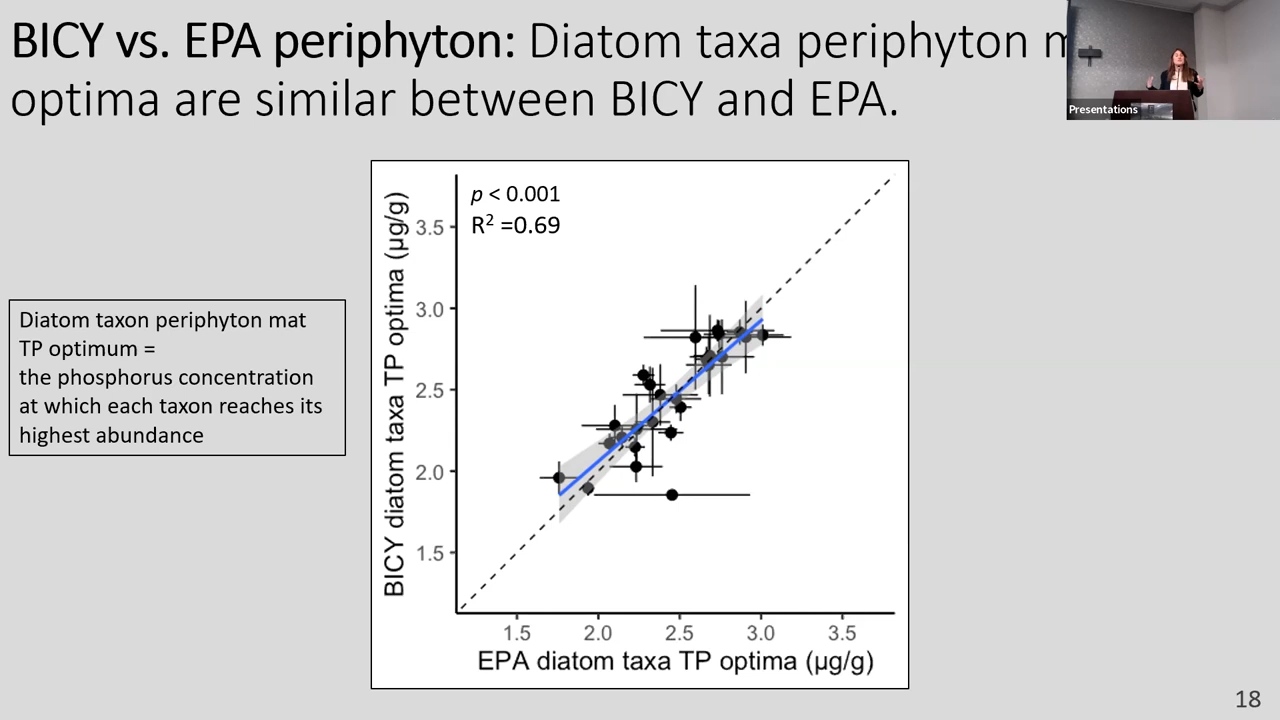 BICY vs. EPA periphyton: Diatom taxa periphyton
optima are similar between BICY and EPA.
Presentations
p < 0.001
R² =0.69
BICY diatom taxa TP optima (µg/g)
3.5
3.0
2.5
2.0
1.5
1.5 2.0 2.5 3.0 3.5
EPA diatom taxa TP optima (µg/g)
Diatom taxon periphyton mat
TP optimum =
the phosphorus concentration
at which each taxon reaches its
highest abundance
18